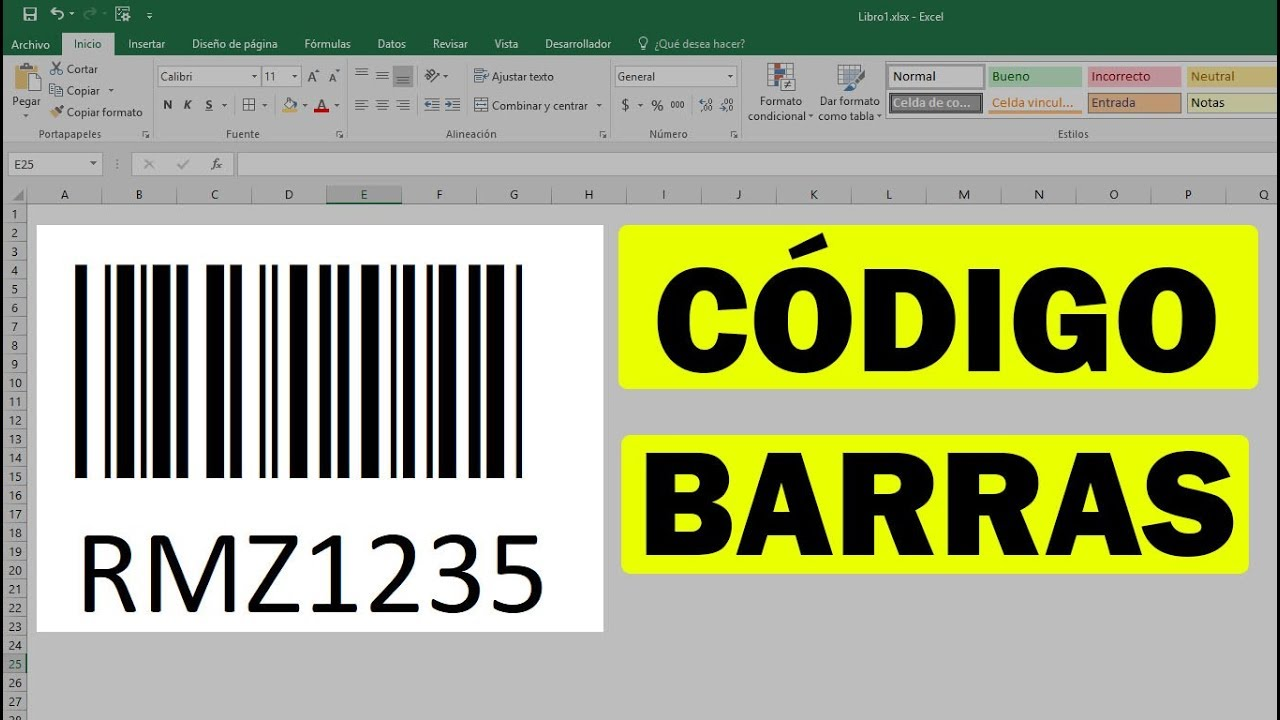 Libro1.xlsx - Excel
Archivo Inicio Insertar Diseño de página Fórmulas Datos Revisar Vista Desarrollador ¿Qué desea hacer?
Pegar
Cortar
Copiar
Copiar formato
Portapapeles
Calibri 11 A A
N K S A
Fuente
Ajustar texto
Combinar y centrar
Alineación
General
$ % 000
Número
Formato condicional
Dar formato como tabla
Normal Bueno Incorrecto Neutral
Celda de co... Celda vincul... Entrada Notas
Estilos
E25 fx
A B C D E F G H I J K L M N O P Q
1
2
3
4
5
6
7
8
9
10
11
12
13
14
15
16
17
18
19
20
21
22
23
24
25
26
27
28
RMZ1235
CÓDIGO
BARRAS